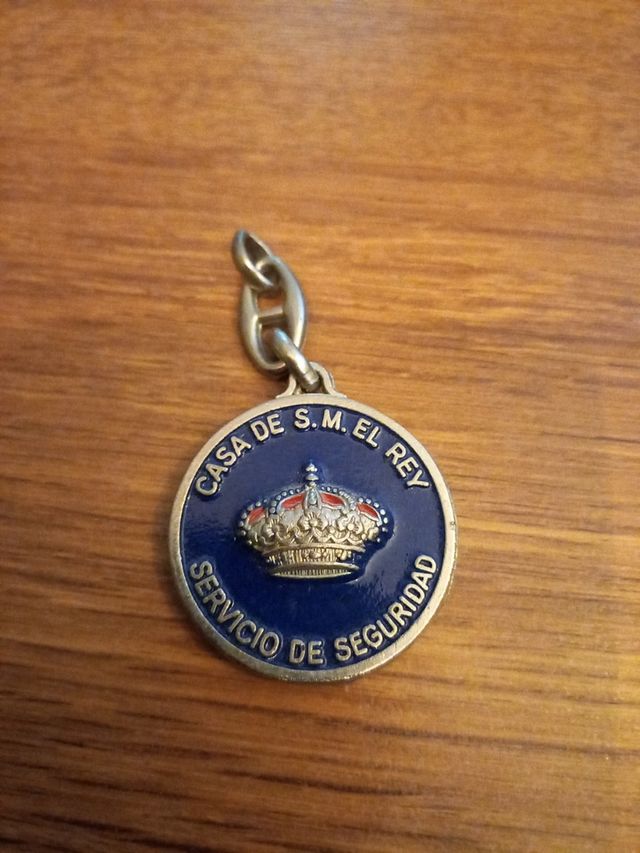 CASA DE S.M. EL REY
SERVICIO DE SEGURIDAD